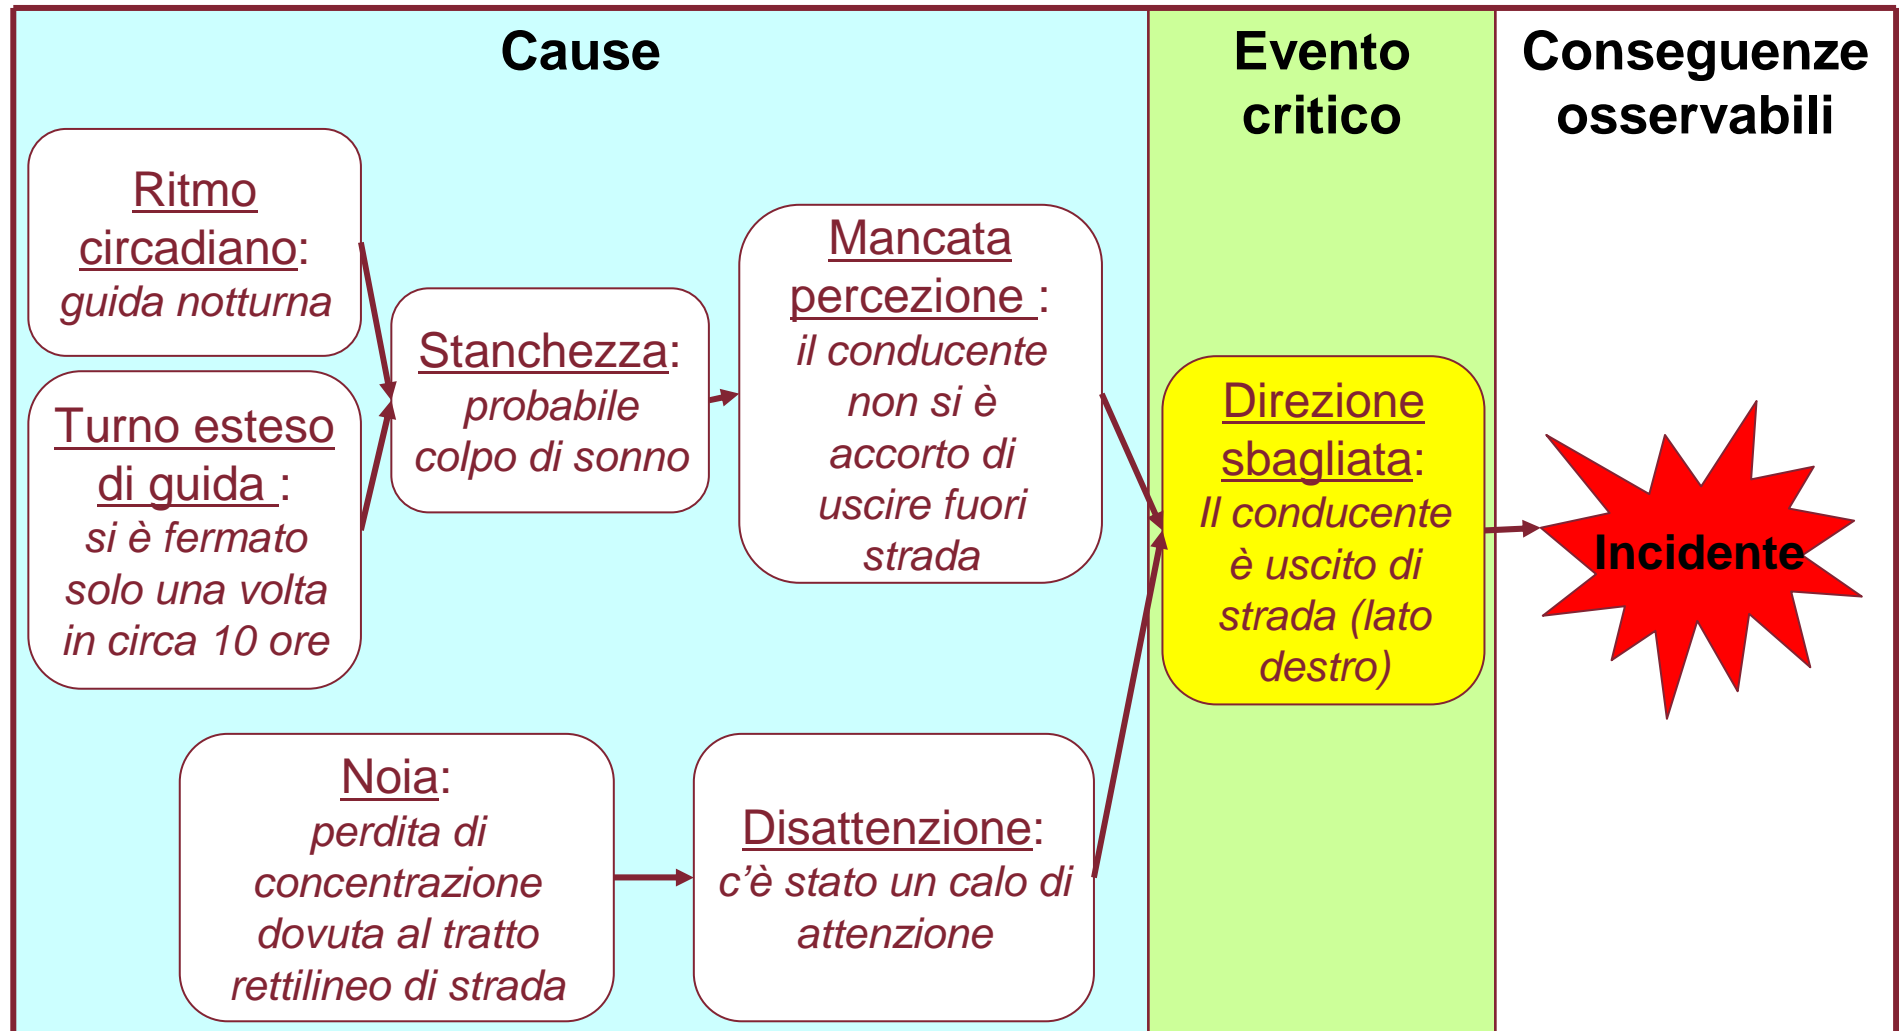 Cause
Evento
critico
Conseguenze
osservabili
Ritmo
circadiano:
guida notturna
Turno esteso
di guida :
si è fermato
solo una volta
in circa 10 ore
Stanchezza:
probabile
colpo di sonno
Mancata
percezione :
il conducente
non si è
accorto di
uscire fuori
strada
Noia:
perdita di
concentrazione
dovuta al tratto
rettilineo di strada
Disattenzione:
c’è stato un calo di
attenzione
Direzione
sbagliata:
Il conducente
è uscito di
strada (lato
destro)
Incidente